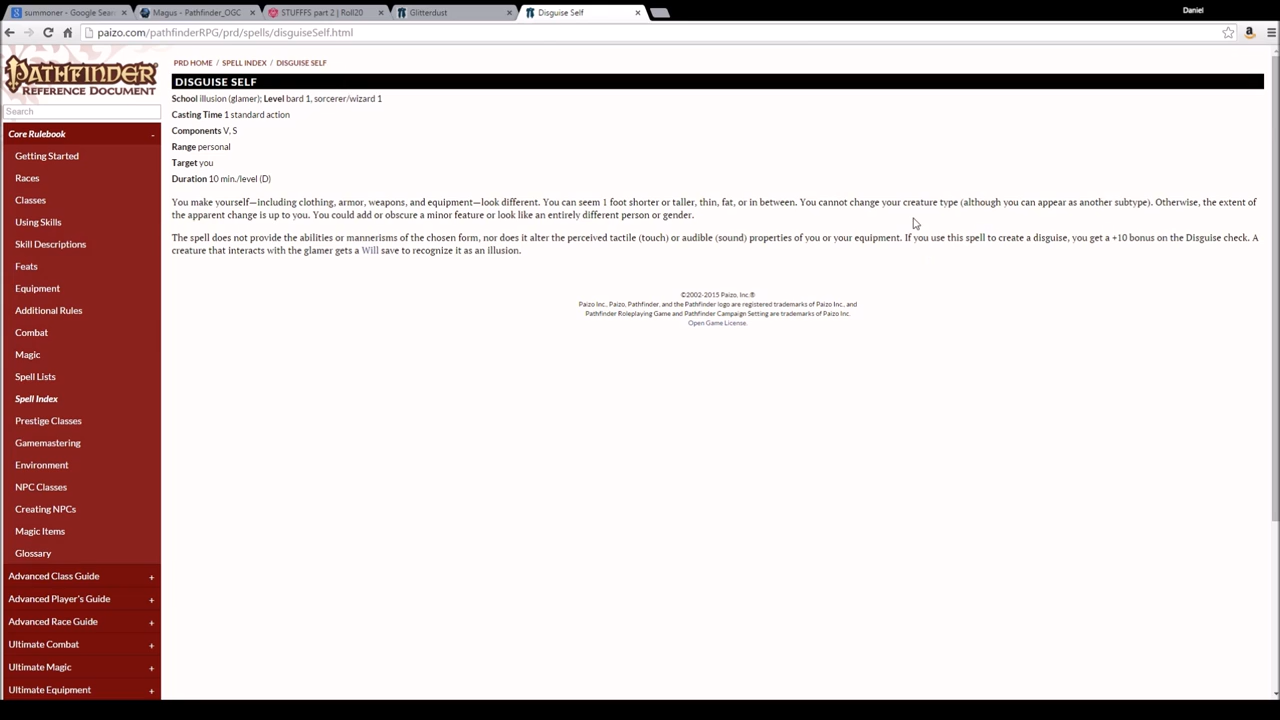 summoner - Google Sear
Magus - Pathfinder_OGC
STUFFFS part 2 | Roll20
Glitterdust
Disguise Self
Daniel
paizo.com/pathfinderRPG/prd/spells/disguiseSelf.html
PATHFINDER
REFERENCE DOCUMENT
Search
Core Rulebook -
Getting Started
Races
Classes
Using Skills
Skill Descriptions
Feats
Equipment
Additional Rules
Combat
Magic
Spell Lists
Spell Index
Prestige Classes
Gamemastering
Environment
NPC Classes
Creating NPCs
Magic Items
Glossary
Advanced Class Guide +
Advanced Player's Guide +
Advanced Race Guide +
Ultimate Combat +
Ultimate Magic +
Ultimate Equipment +
PRD HOME / SPELL INDEX / DISGUISE SELF
DISGUISE SELF
School illusion (glamer); Level bard 1, sorcerer/wizard 1
Casting Time 1 standard action
Components V, S
Range personal
Target you
Duration 10 min./level (D)
You make yourself—including clothing, armor, weapons, and equipment—look different. You can seem 1 foot shorter or taller, thin, fat, or in between. You cannot change your creature type (although you can appear as another subtype). Otherwise, the extent of
the apparent change is up to you. You could add or obscure a minor feature or look like an entirely different person or gender.
The spell does not provide the abilities or mannerisms of the chosen form, nor does it alter the perceived tactile (touch) or audible (sound) properties of you or your equipment. If you use this spell to create a disguise, you get a +10 bonus on the Disguise check. A
creature that interacts with the glamer gets a Will save to recognize it as an illusion.
©2002-2015 Paizo, Inc.®
Paizo Inc., Paizo, Pathfinder, and the Pathfinder logo are registered trademarks of Paizo Inc., and
Pathfinder Roleplaying Game and Pathfinder Campaign Setting are trademarks of Paizo Inc.
Open Game License.